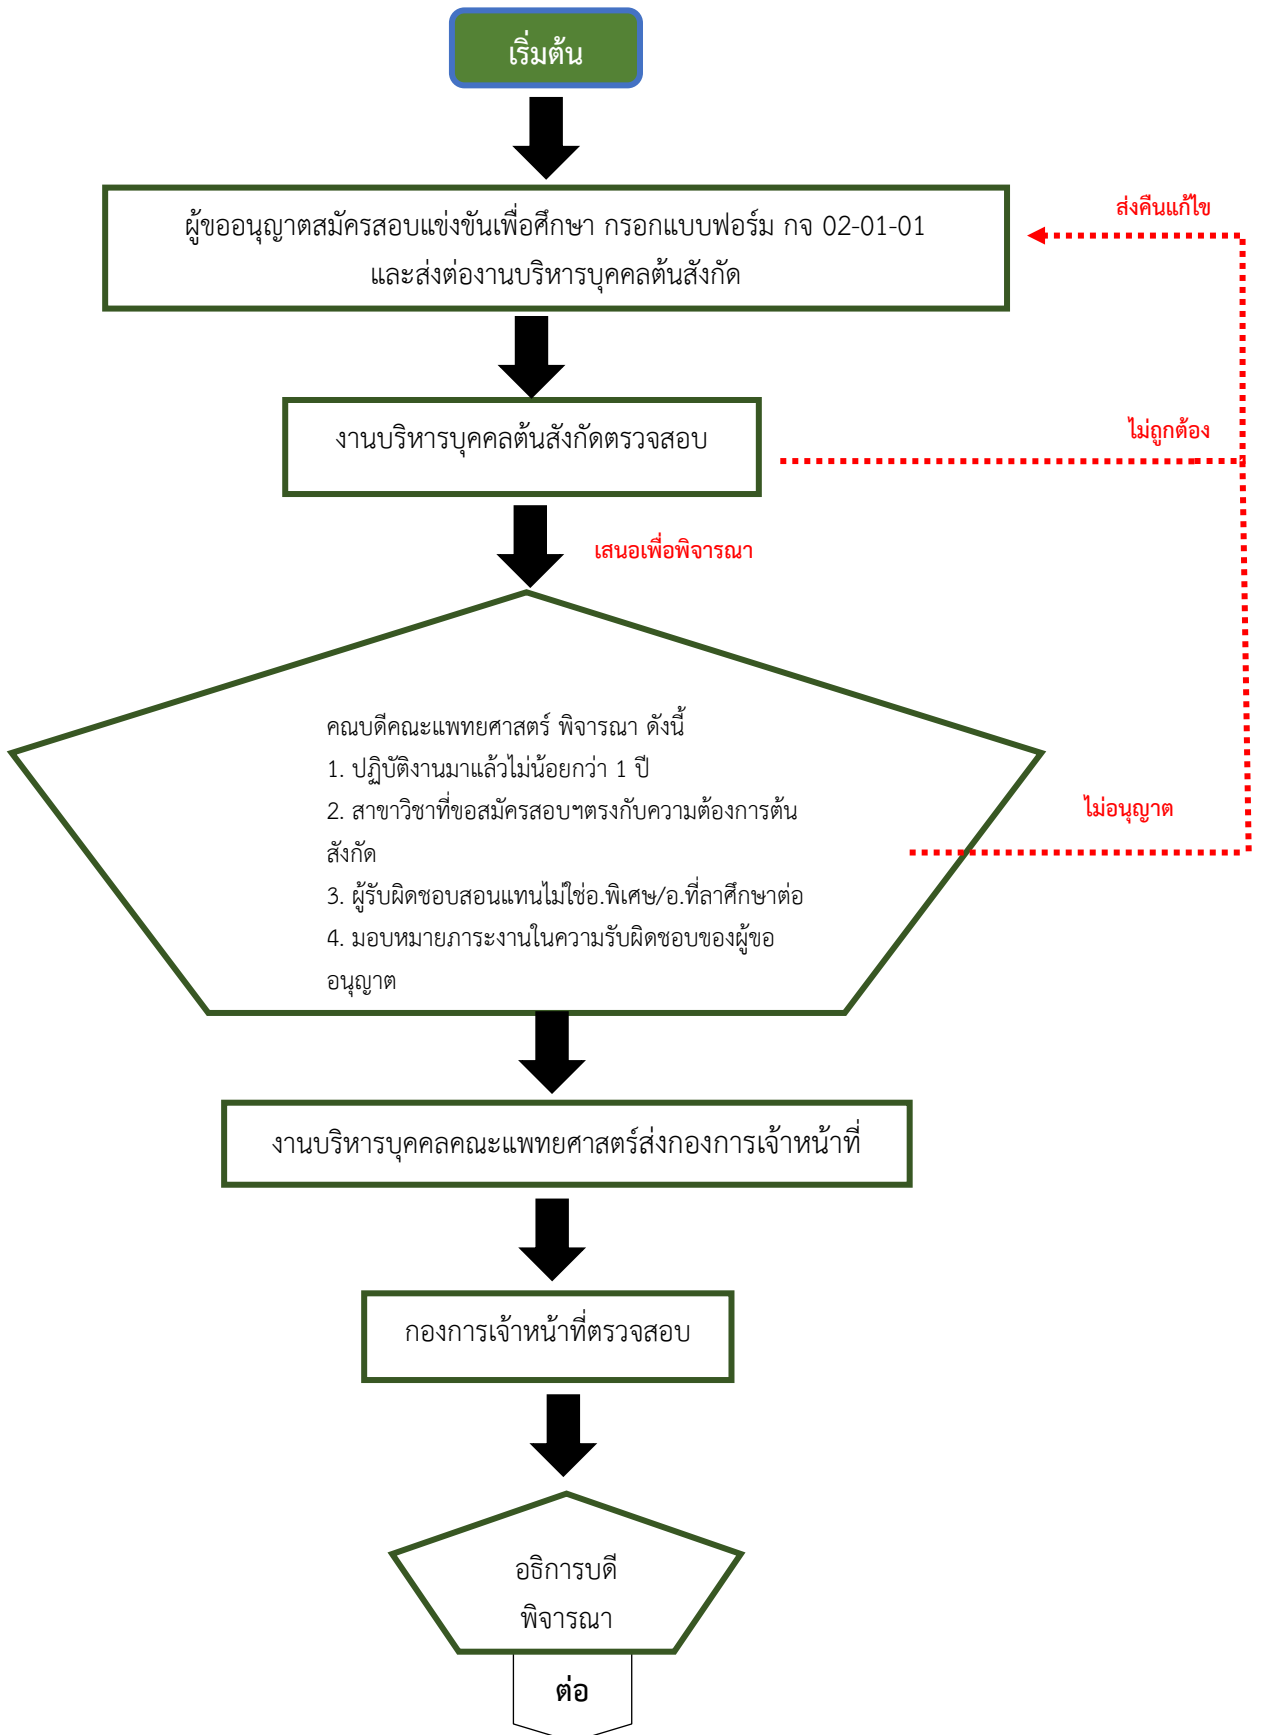 เริ่มต้น
ผู้ขออนุญาตสมัครสอบแข่งขันเพื่อศึกษา กรอกแบบฟอร์ม กจ 02-01-01
และส่งต่องานบริหารบุคคลต้นสังกัด
ส่งคืนแก้ไข
งานบริหารบุคคลต้นสังกัดตรวจสอบ
ไม่ถูกต้อง
เสนอเพื่อพิจารณา
คณบดีคณะแพทยศาสตร์ พิจารณา ดังนี้
1. ปฏิบัติงานมาแล้วไม่น้อยกว่า 1 ปี
2. สาขาวิชาที่ขอสมัครสอบฯตรงกับความต้องการต้น
สังกัด
3. ผู้รับผิดชอบสอนแทนไม่ใช่อ.พิเศษ/อ.ที่ลาศึกษาต่อ
4. มอบหมายภาระงานในความรับผิดชอบของผู้ขอ
อนุญาต
ไม่อนุญาต
งานบริหารบุคคลคณะแพทยศาสตร์ส่งกองการเจ้าหน้าที่
กองการเจ้าหน้าที่ตรวจสอบ
อธิการบดี
พิจารณา
ต่อ